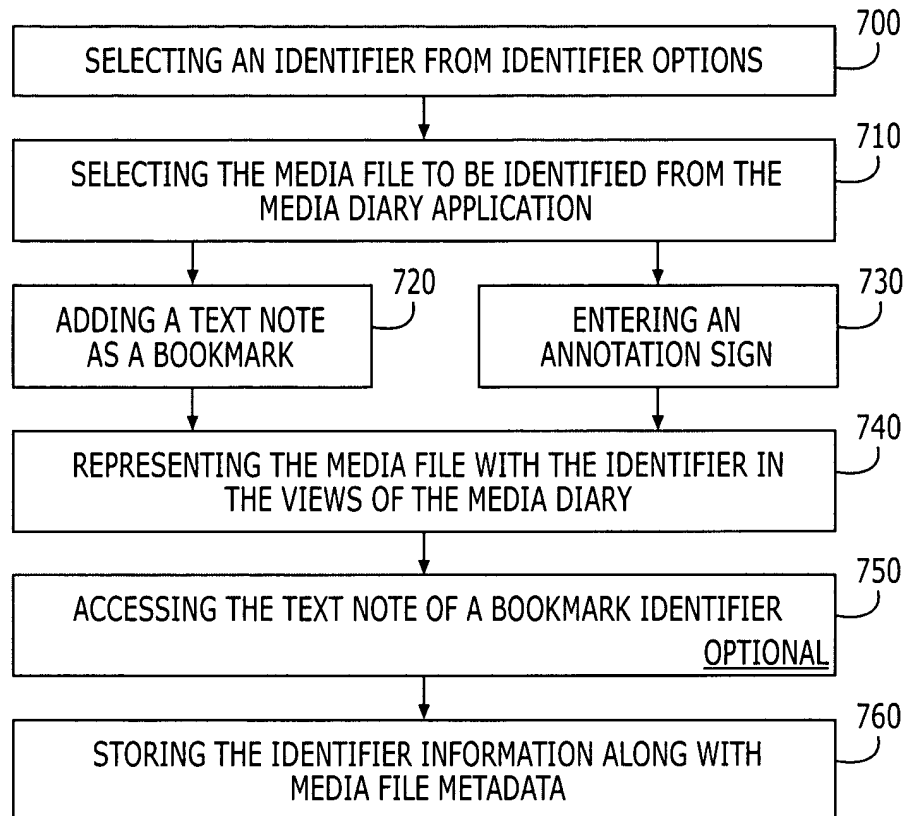 700
SELECTING AN IDENTIFIER FROM IDENTIFIER OPTIONS
710
SELECTING THE MEDIA FILE TO BE IDENTIFIED FROM THE
MEDIA DIARY APPLICATION
720
ADDING A TEXT NOTE
AS A BOOKMARK
730
ENTERING AN
ANNOTATION SIGN
740
REPRESENTING THE MEDIA FILE WITH THE IDENTIFIER IN
THE VIEWS OF THE MEDIA DIARY
750
ACCESSING THE TEXT NOTE OF A BOOKMARK IDENTIFIER
OPTIONAL
760
STORING THE IDENTIFIER INFORMATION ALONG WITH
MEDIA FILE METADADA